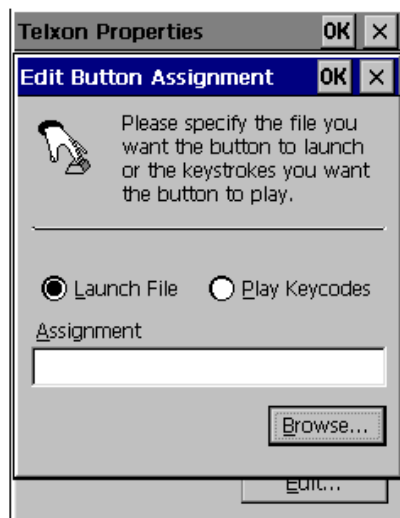 Telxon Properties OK ×
Edit Button Assignment OK ×
Please specify the file you
want the button to launch
or the keystrokes you want
the button to play.
Launch File Play Keycodes
Assignment
Browse...
Edit...